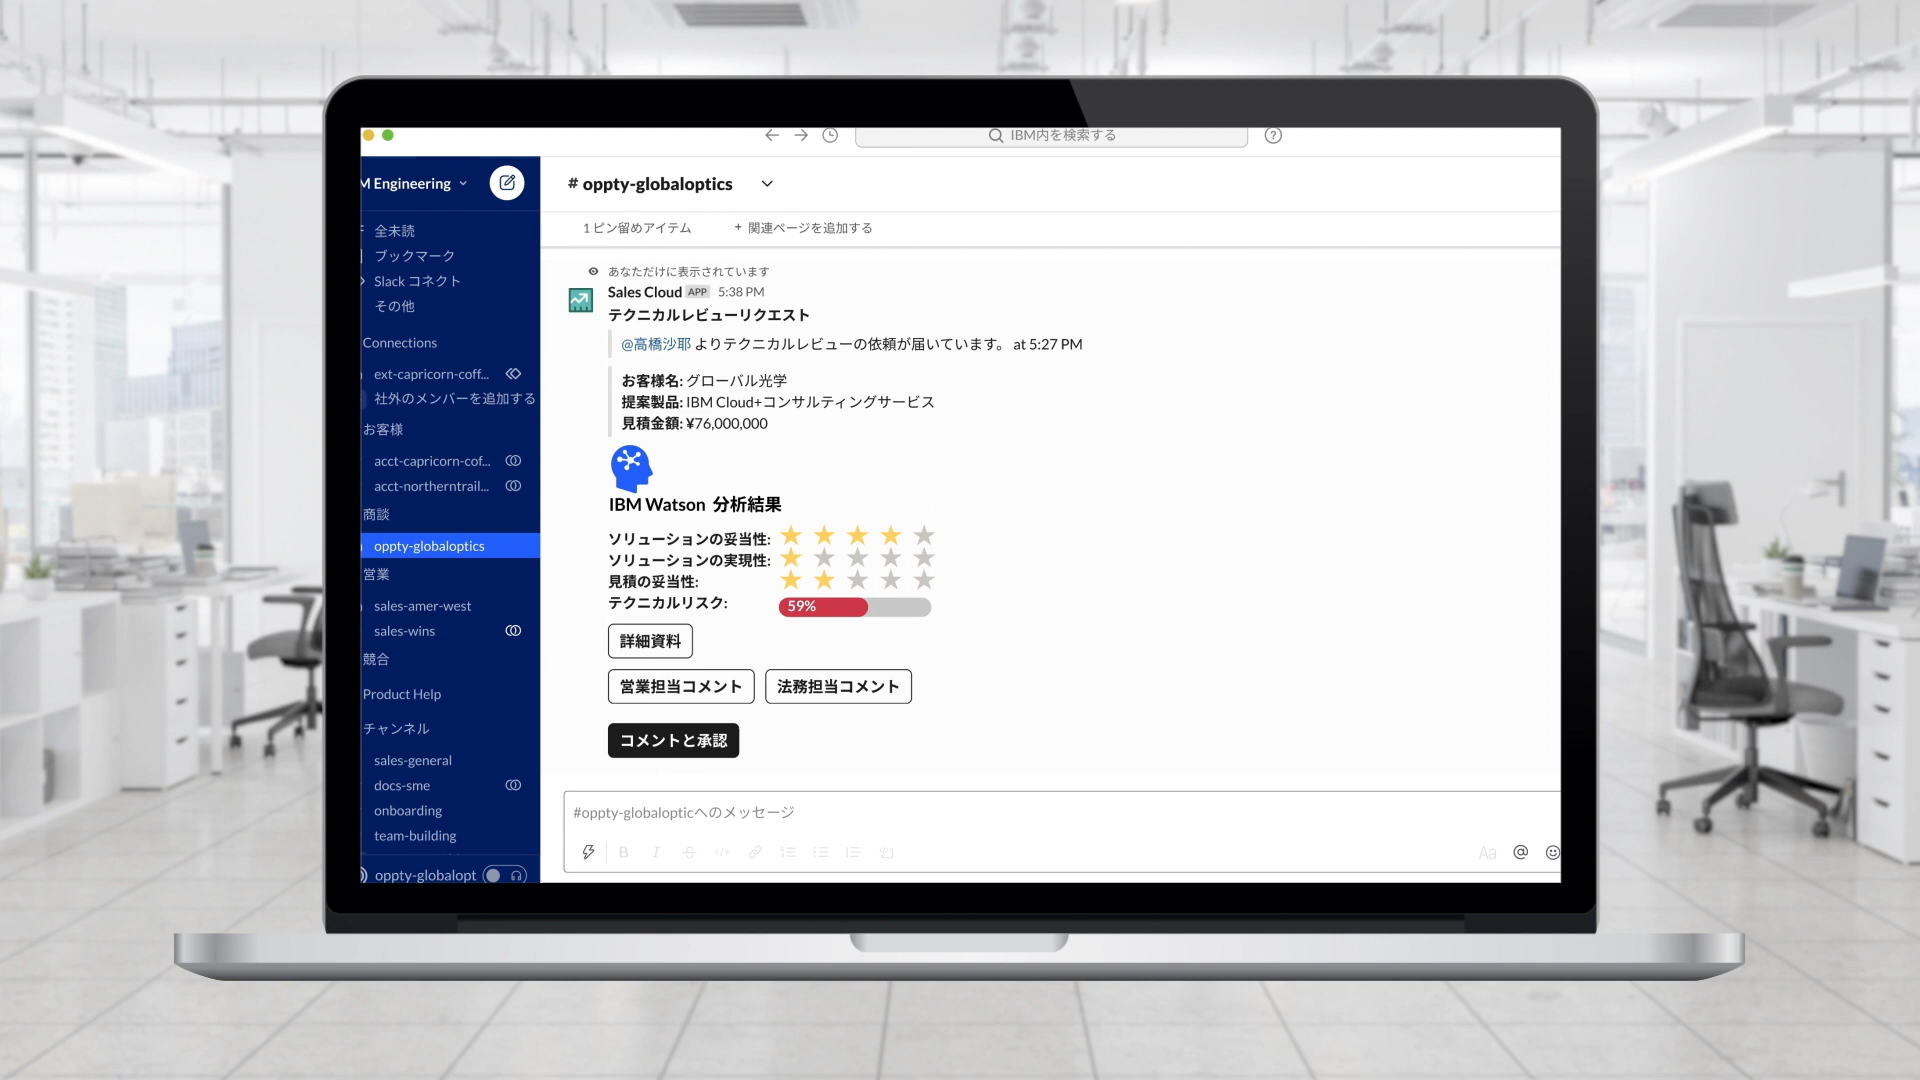 IBM内を検索する
M Engineering
# oppty-globaloptics
1 ピン留めアイテム + 関連ページを追加する
全未読
ブックマーク
Slack コネクト
その他
Connections
ext-capricorn-coff...
社外のメンバーを追加する
お客様
acct-capricorn-cof...
acct-northerntrail...
商談
oppty-globaloptics
営業
sales-amer-west
sales-wins
競合
Product Help
チャンネル
sales-general
docs-sme
onboarding
team-building
oppty-globalopt
あなただけに表示されています
Sales Cloud APP 5:38 PM
テクニカルレビューリクエスト
@高橋沙耶 よりテクニカルレビューの依頼が届いています。 at 5:27 PM
お客様名: グローバル光学
提案製品: IBM Cloud+コンサルティングサービス
見積金額: ¥76,000,000
IBM Watson 分析結果
ソリューションの妥当性:
ソリューションの実現性:
見積の妥当性:
テクニカルリスク: 59%
詳細資料
営業担当コメント 法務担当コメント
コメントと承認
#oppty-globalopticへのメッセージ
B I S </> Aa @